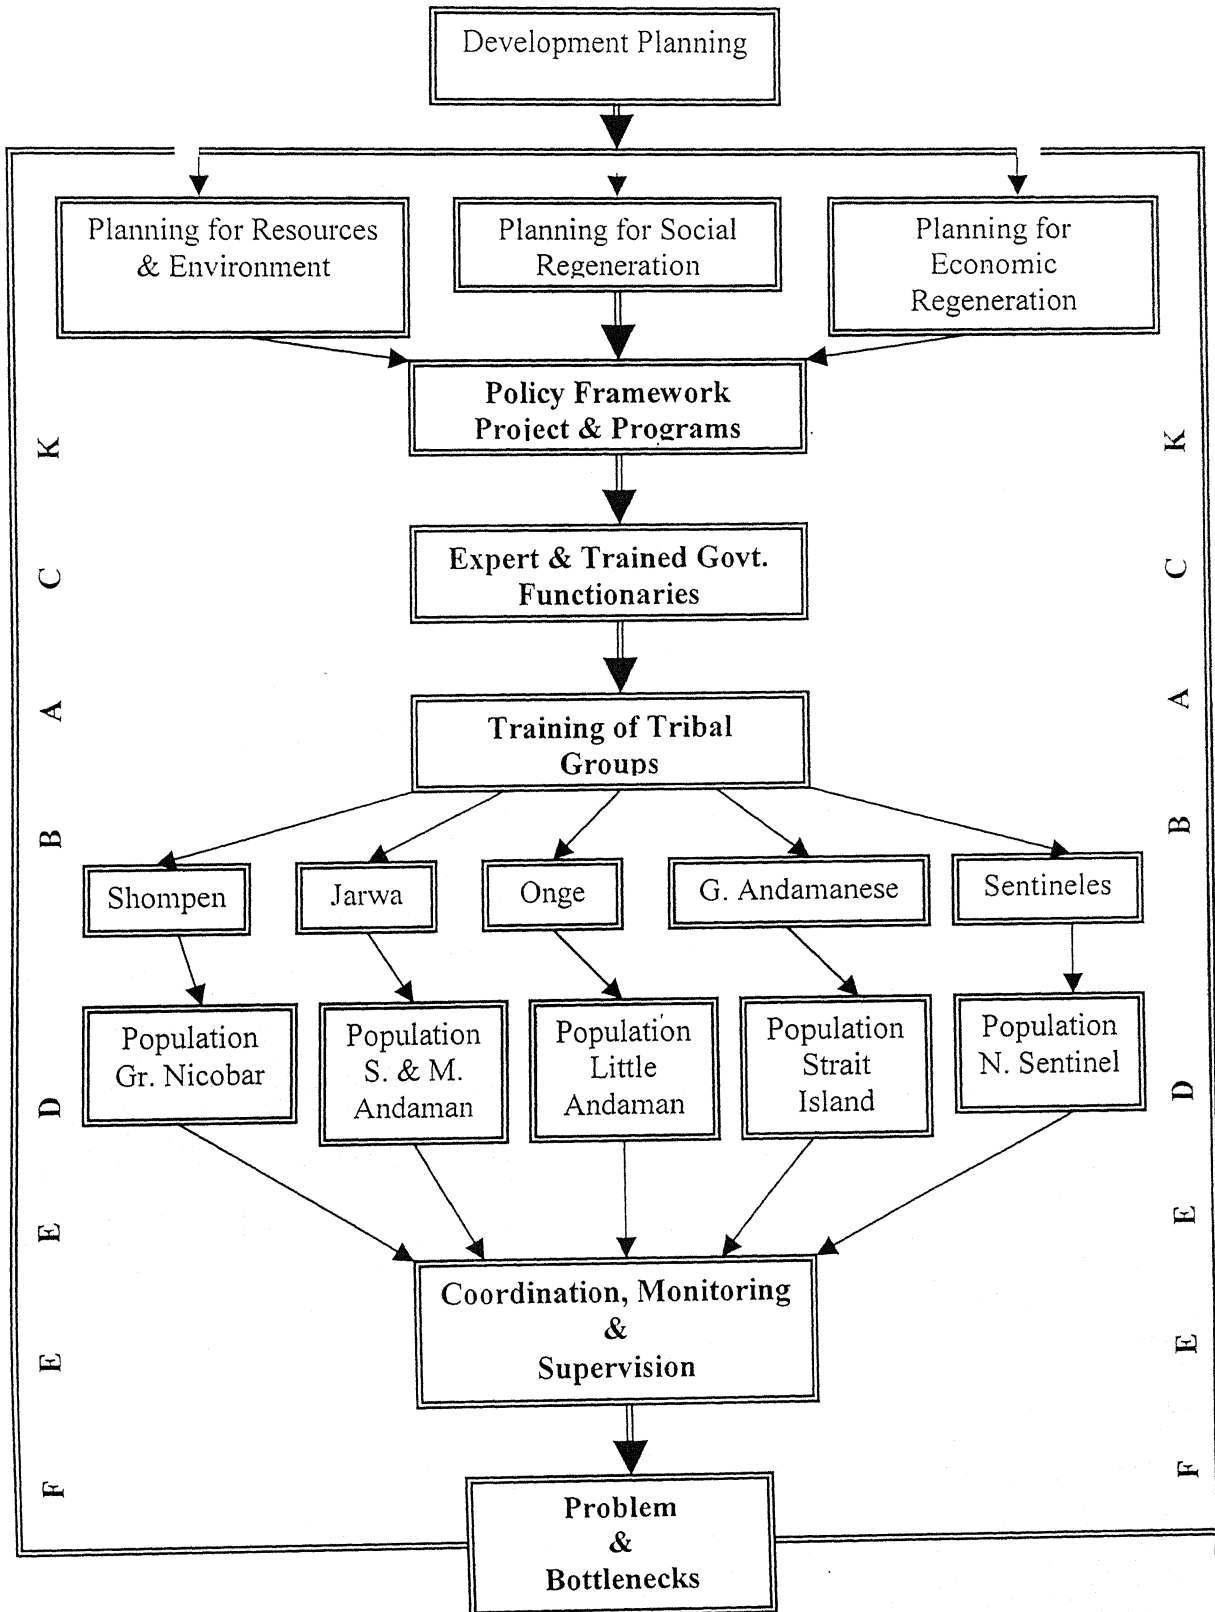 Development Planning
Planning for Resources
& Environment
Planning for Social
Regeneration
Planning for
Economic
Regeneration
Policy Framework
Project & Programs
Expert & Trained Govt.
Functionaries
Training of Tribal
Groups
Shompen
Jarwa
Onge
G. Andamanese
Sentineles
Population
Gr. Nicobar
Population
S. & M.
Andaman
Population
Little
Andaman
Population
Strait
Island
Population
N. Sentinel
Coordination, Monitoring
&
Supervision
Problem
&
Bottlenecks
F E E D B A C K
F E E D B A C K